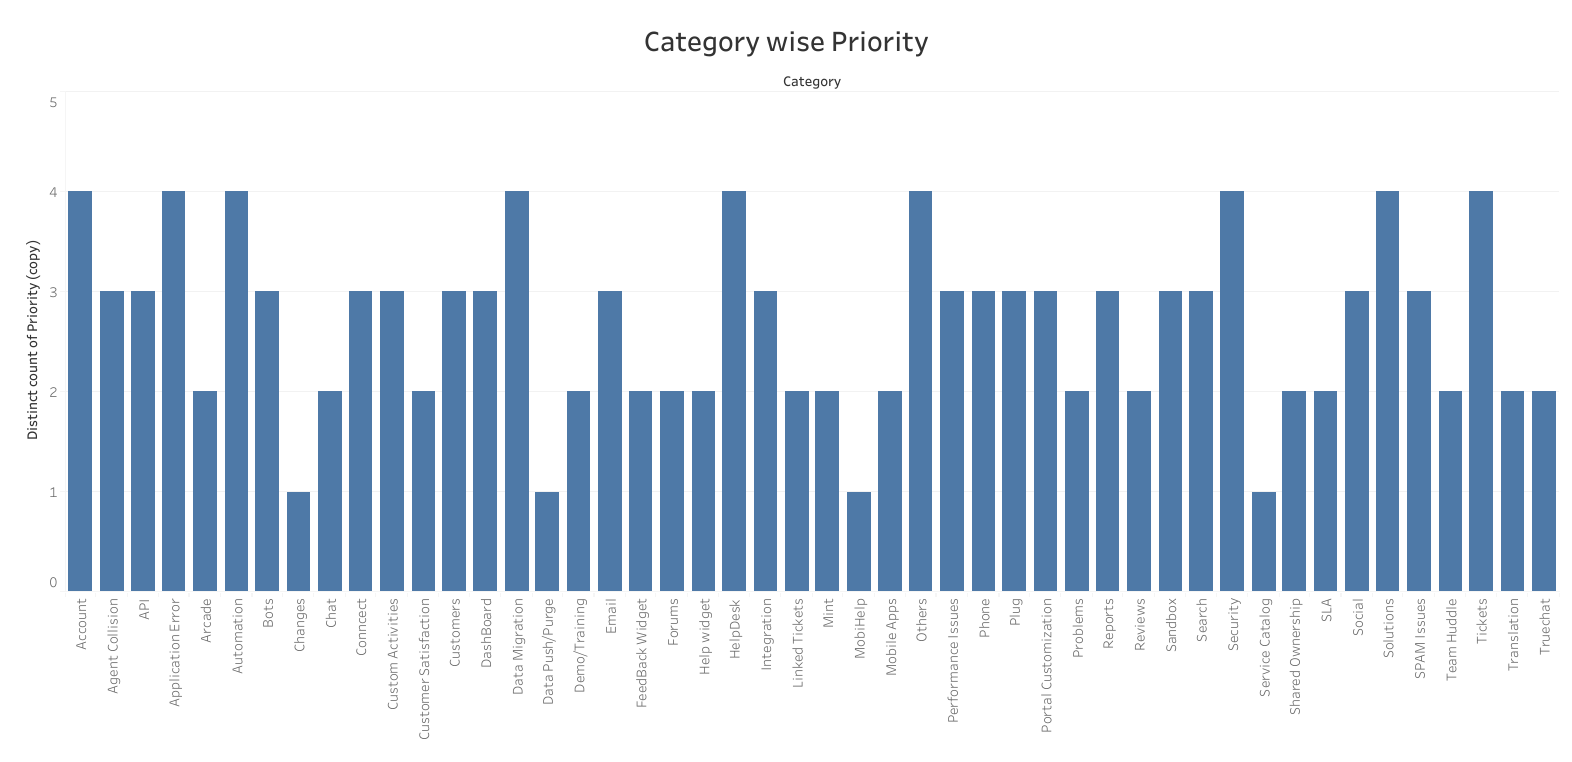 Category wise Priority
Category
Distinct count of Priority (copy)
5
4
3
2
1
0
Account
Agent Collision
API
Application Error
Arcade
Automation
Bots
Changes
Chat
Conncect
Custom Activities
Customer Satisfaction
Customers
DashBoard
Data Migration
Data Push/Purge
Demo/Training
Email
FeedBack Widget
Forums
Help widget
HelpDesk
Integration
Linked Tickets
Mint
MobiHelp
Mobile Apps
Others
Performance Issues
Phone
Plug
Portal Customization
Problems
Reports
Reviews
Sandbox
Search
Security
Service Catalog
Shared Ownership
SLA
Social
Solutions
SPAM Issues
Team Huddle
Tickets
Translation
Truechat